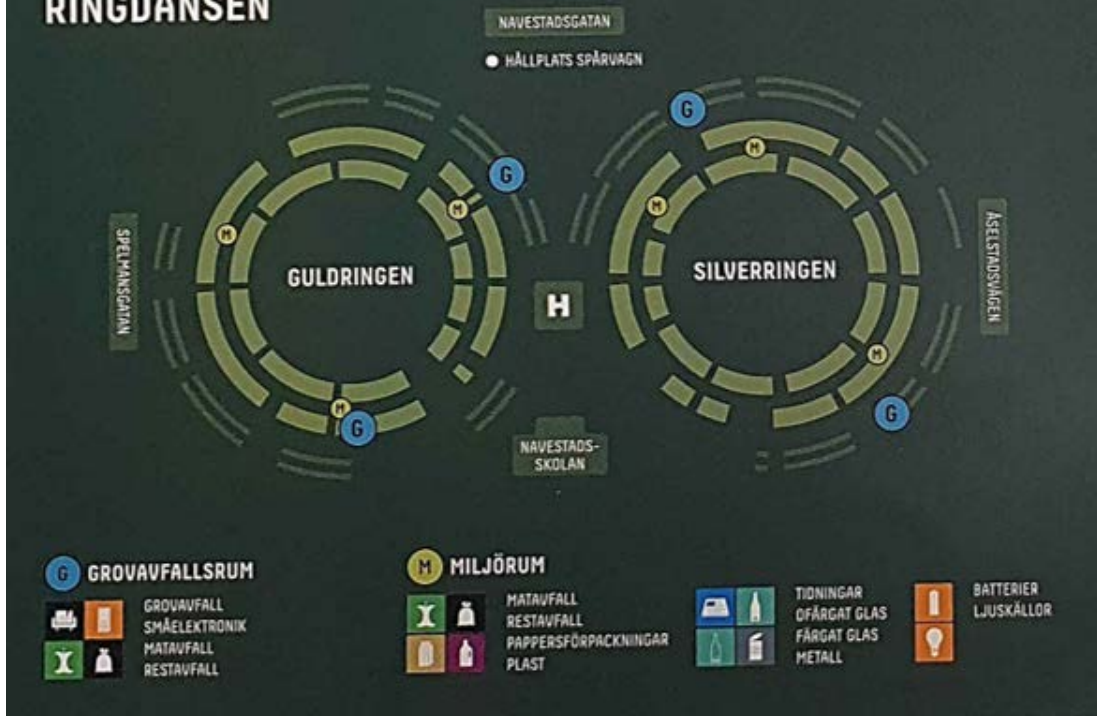 RINGDANSEN
NAVESTADSGATAN
HÅLLPLATS SPÅRVAGN
G
G
M
M
M
G
M
SPELMANSGATAN
GULDRINGEN
SILVERRINGEN
ÅSELSTADSVÄGEN
H
M
M
G
G
NAVESTADS-
SKOLAN
G GROVAVFALLSRUM
GROVAVFALL
SMÅELEKTRONIK
MATAVFALL
RESTAVFALL
M MILJÖRUM
MATAVFALL
RESTAVFALL
PAPPERSFÖRPACKNINGAR
PLAST
TIDNINGAR
OFÄRGAT GLAS
FÄRGAT GLAS
METALL
BATTERIER
LJUSKÄLLOR